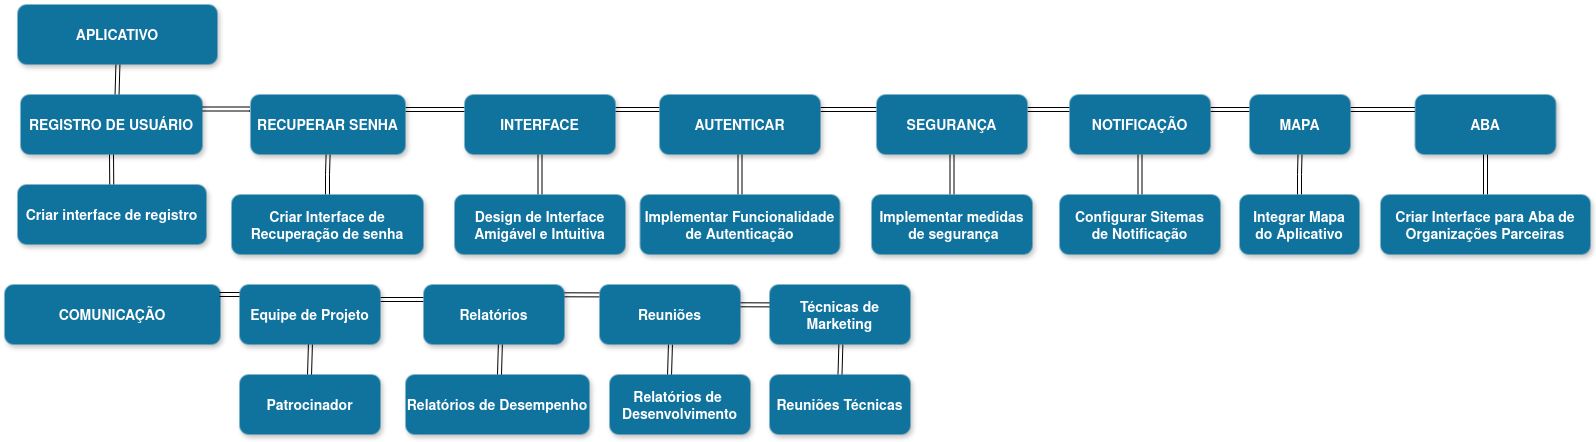 APLICATIVO
REGISTRO DE USUÁRIO
RECUPERAR SENHA
INTERFACE
AUTENTICAR
SEGURANÇA
NOTIFICAÇÃO
MAPA
ABA
Criar interface de registro
Criar Interface de
Recuperação de senha
Design de Interface
Amigável e Intuitiva
Implementar Funcionalidade
de Autenticação
Implementar medidas
de segurança
Configurar Sitemas
de Notificação
Integrar Mapa
do Aplicativo
Criar Interface para Aba de
Organizações Parceiras
COMUNICAÇÃO
Equipe de Projeto
Relatórios
Reuniões
Técnicas de
Marketing
Patrocinador
Relatórios de Desempenho
Relatórios de
Desenvolvimento
Reuniões Técnicas